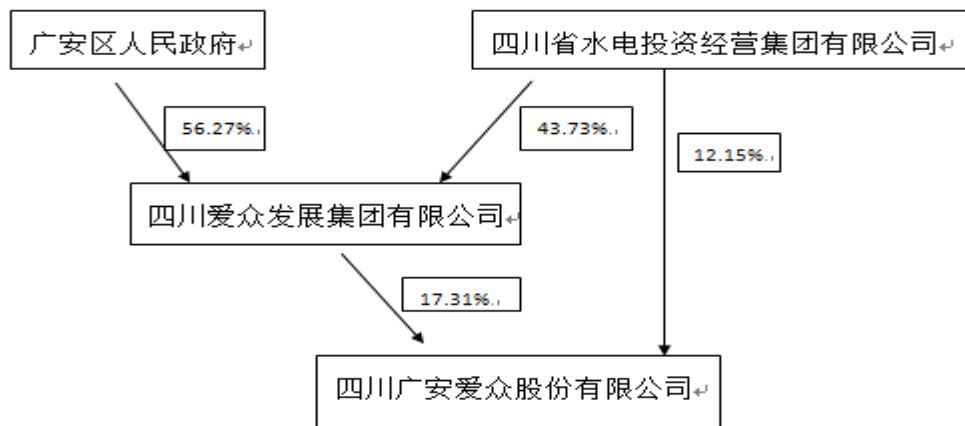 广安区人民政府
四川省水电投资经营集团有限公司
56.27%
43.73%
12.15%
四川爱众发展集团有限公司
17.31%
四川广安爱众股份有限公司